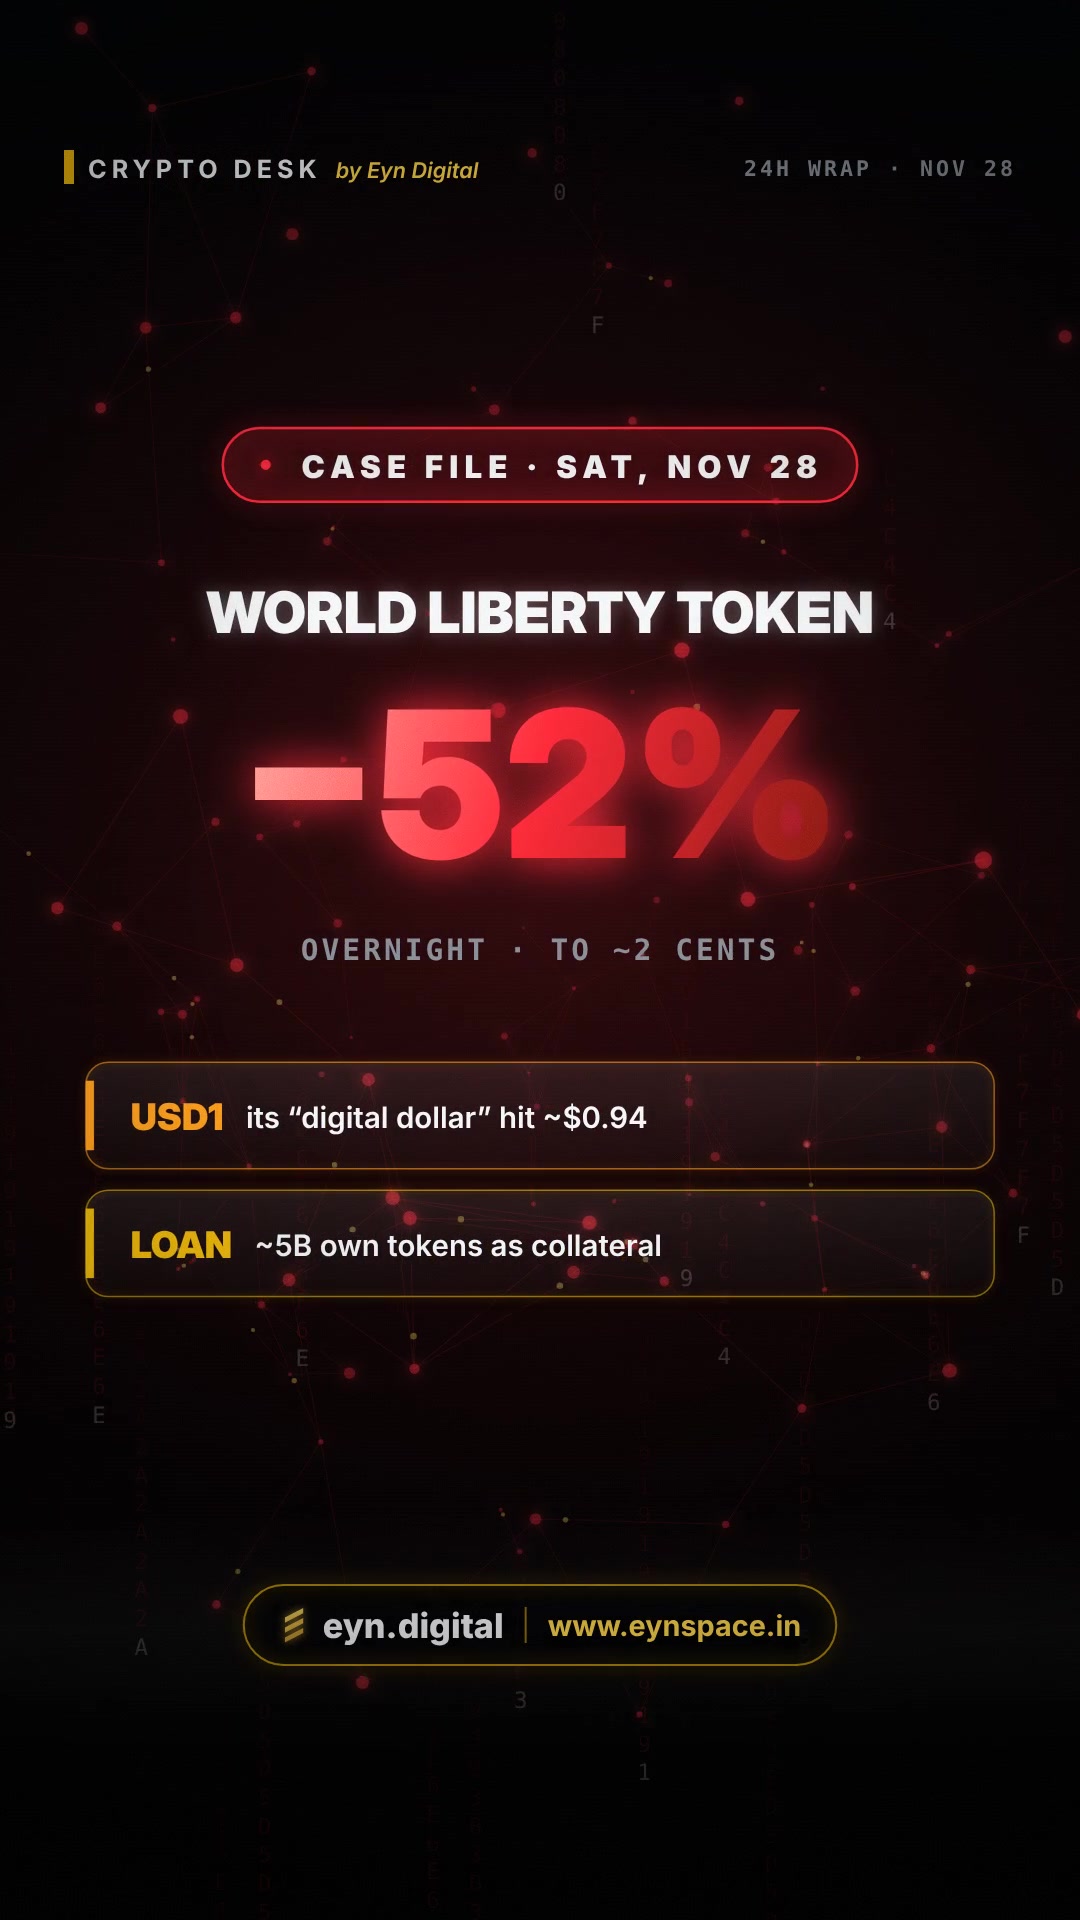 CRYPTO DESK by Eyn Digital
24H WRAP · NOV 28
CASE FILE · SAT, NOV 28
WORLD LIBERTY TOKEN
–52%
OVERNIGHT · TO ~2 CENTS
USD1 its “digital dollar” hit ~$0.94
LOAN ~5B own tokens as collateral
eyn.digital | www.eynspace.in